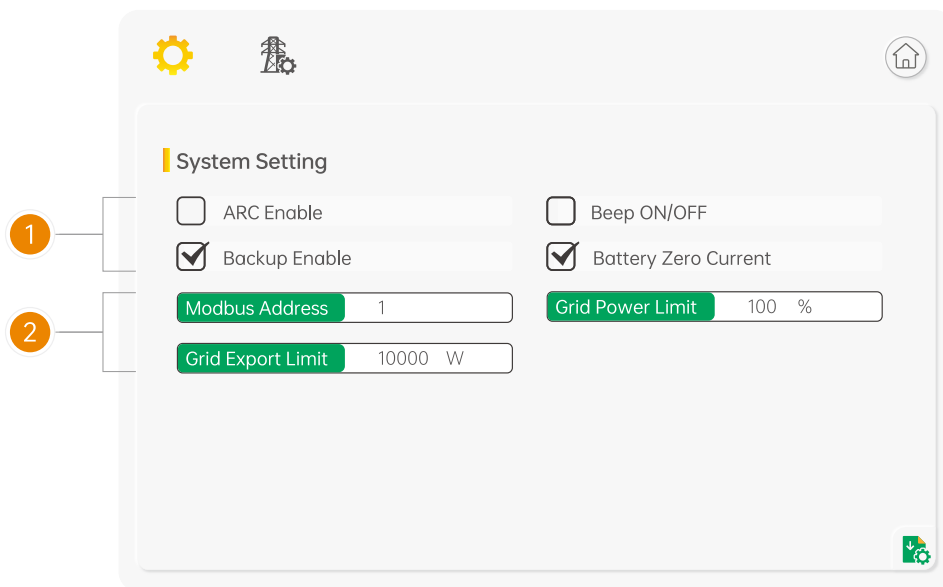 System Setting
ARC Enable
Beep ON/OFF
1
Backup Enable
Battery Zero Current
Modbus Address 1
Grid Power Limit 100 %
2
Grid Export Limit 10000 W